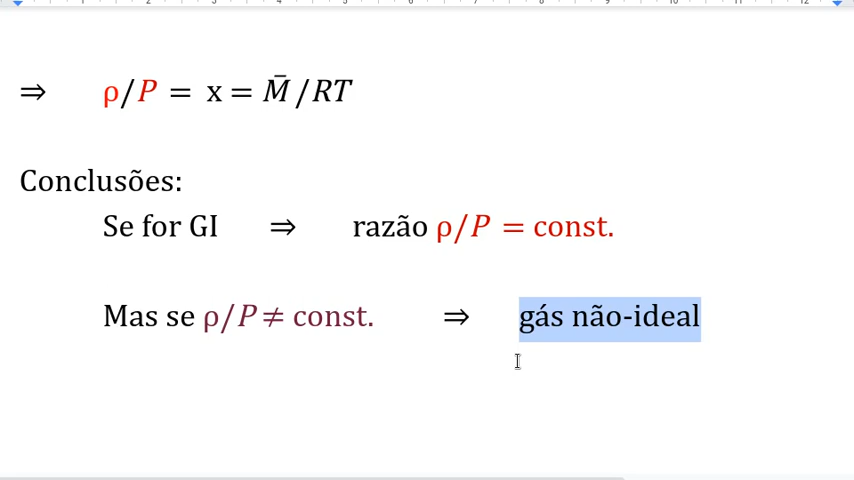 ⇒ ρ/P = x = M̄/RT
Conclusões:
Se for GI ⇒ razão ρ/P = const.
Mas se ρ/P ≠ const. ⇒ gás não-ideal